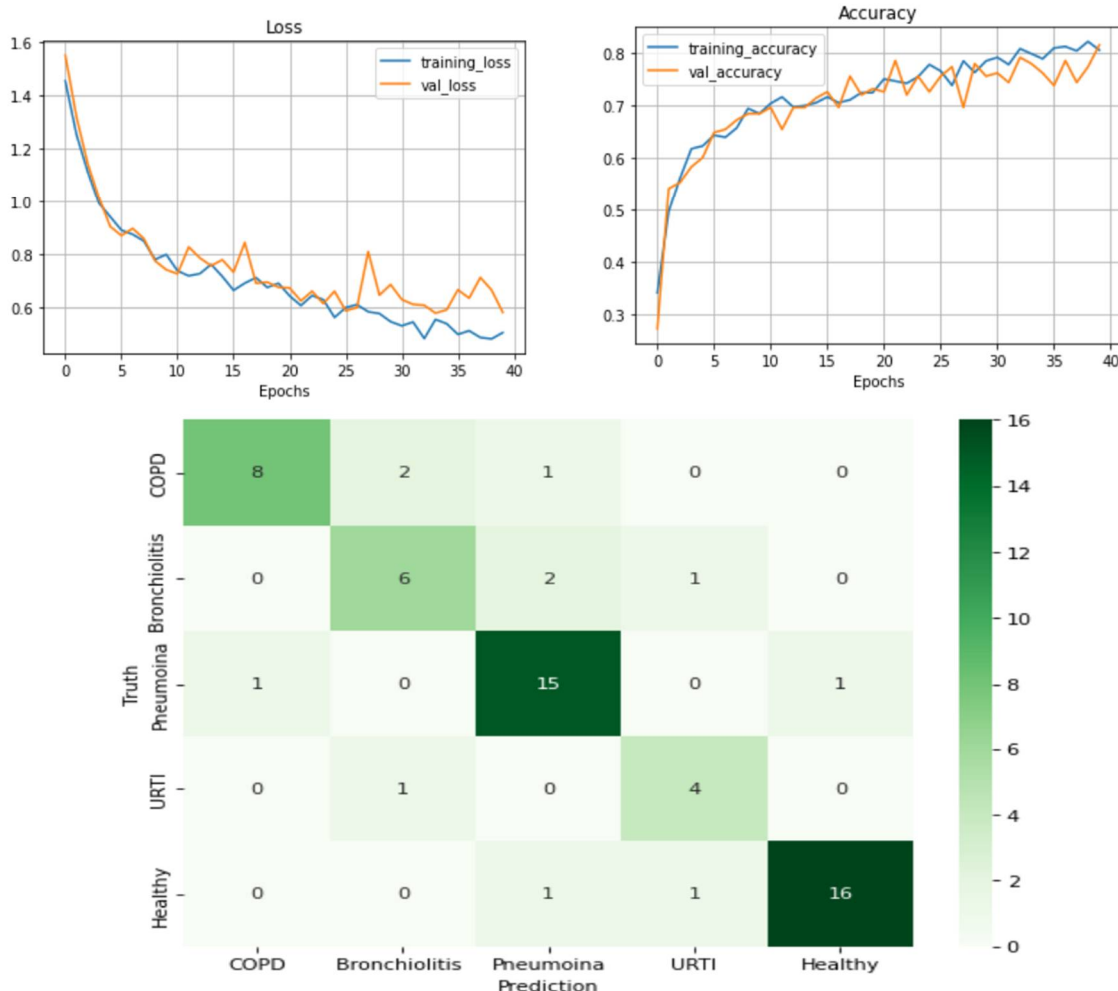 Loss
1.6
1.4
1.2
1.0
0.8
0.6
training_loss
val_loss
0 5 10 15 20 25 30 35 40
Epochs
Accuracy
0.8
0.7
0.6
0.5
0.4
0.3
training_accuracy
val_accuracy
0 5 10 15 20 25 30 35 40
Epochs
Truth
COPD
8 2 1 0 0
Bronchiolitis
0 6 2 1 0
Pneumoina
1 0 15 0 1
URTI
0 1 0 4 0
Healthy
0 0 1 1 16
COPD Bronchiolitis Pneumoina URTI Healthy
Prediction
16
14
12
10
8
6
4
2
0